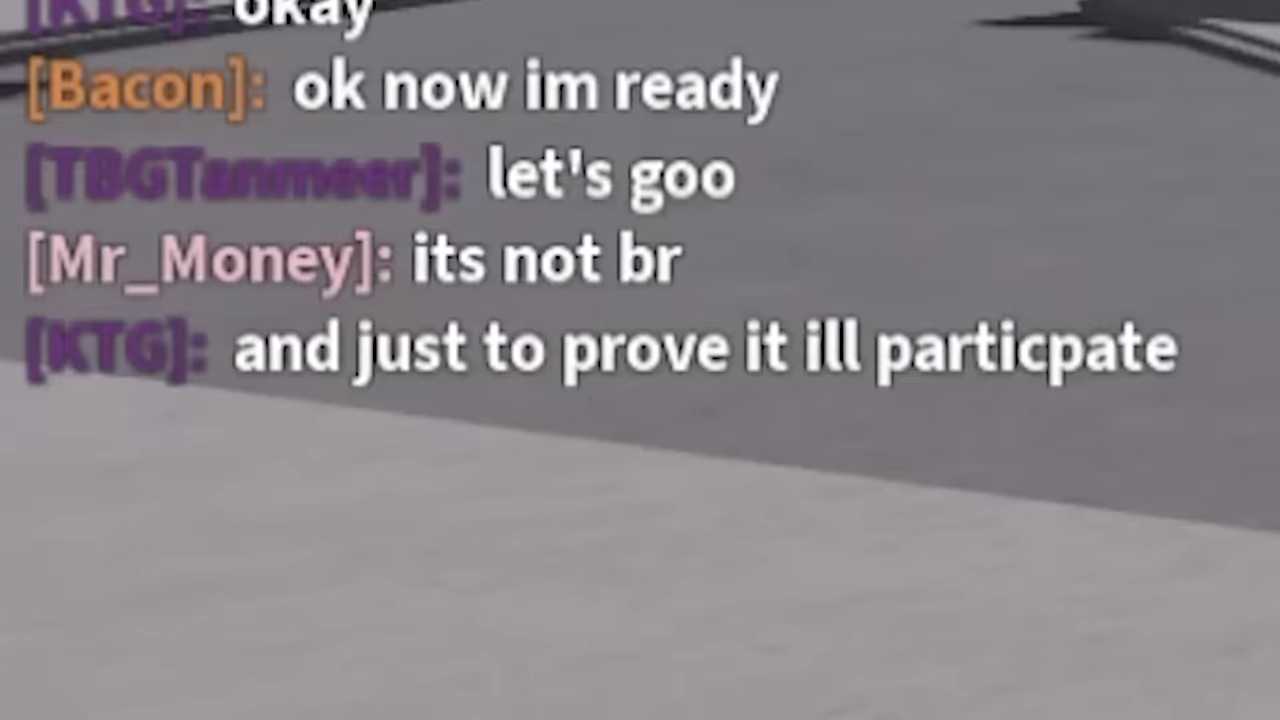 [KTG]: okay
[Bacon]: ok now im ready
[TBGTanmeer]: let's goo
[Mr_Money]: its not br
[KTG]: and just to prove it ill particpate